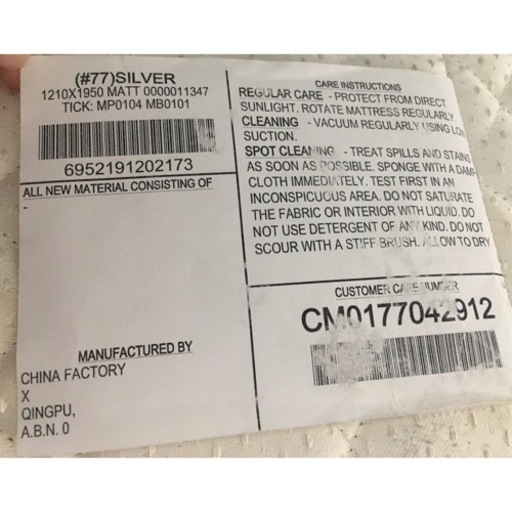 (#77)SILVER
1210X1950 MATT 0000011347
TICK: MP0104 MB0101
6952191202173
ALL NEW MATERIAL CONSISTING OF
-
MANUFACTURED BY
CHINA FACTORY
X
QINGPU,
A.B.N. 0
CARE INSTRUCTIONS
REGULAR CARE - PROTECT FROM DIRECT
SUNLIGHT. ROTATE MATTRESS REGULARLY
CLEANING - VACUUM REGULARLY USING LOW
SUCTION.
SPOT CLEANING - TREAT SPILLS AND STAINS
AS SOON AS POSSIBLE. SPONGE WITH A DAMP
CLOTH IMMEDIATELY. TEST FIRST IN AN
INCONSPICUOUS AREA. DO NOT SATURATE
THE FABRIC OR INTERIOR WITH LIQUID. DO
NOT USE DETERGENT OF ANY KIND. DO NOT
SCOUR WITH A STIFF BRUSH. ALLOW TO DRY
CUSTOMER CARE NUMBER
CM0177042912